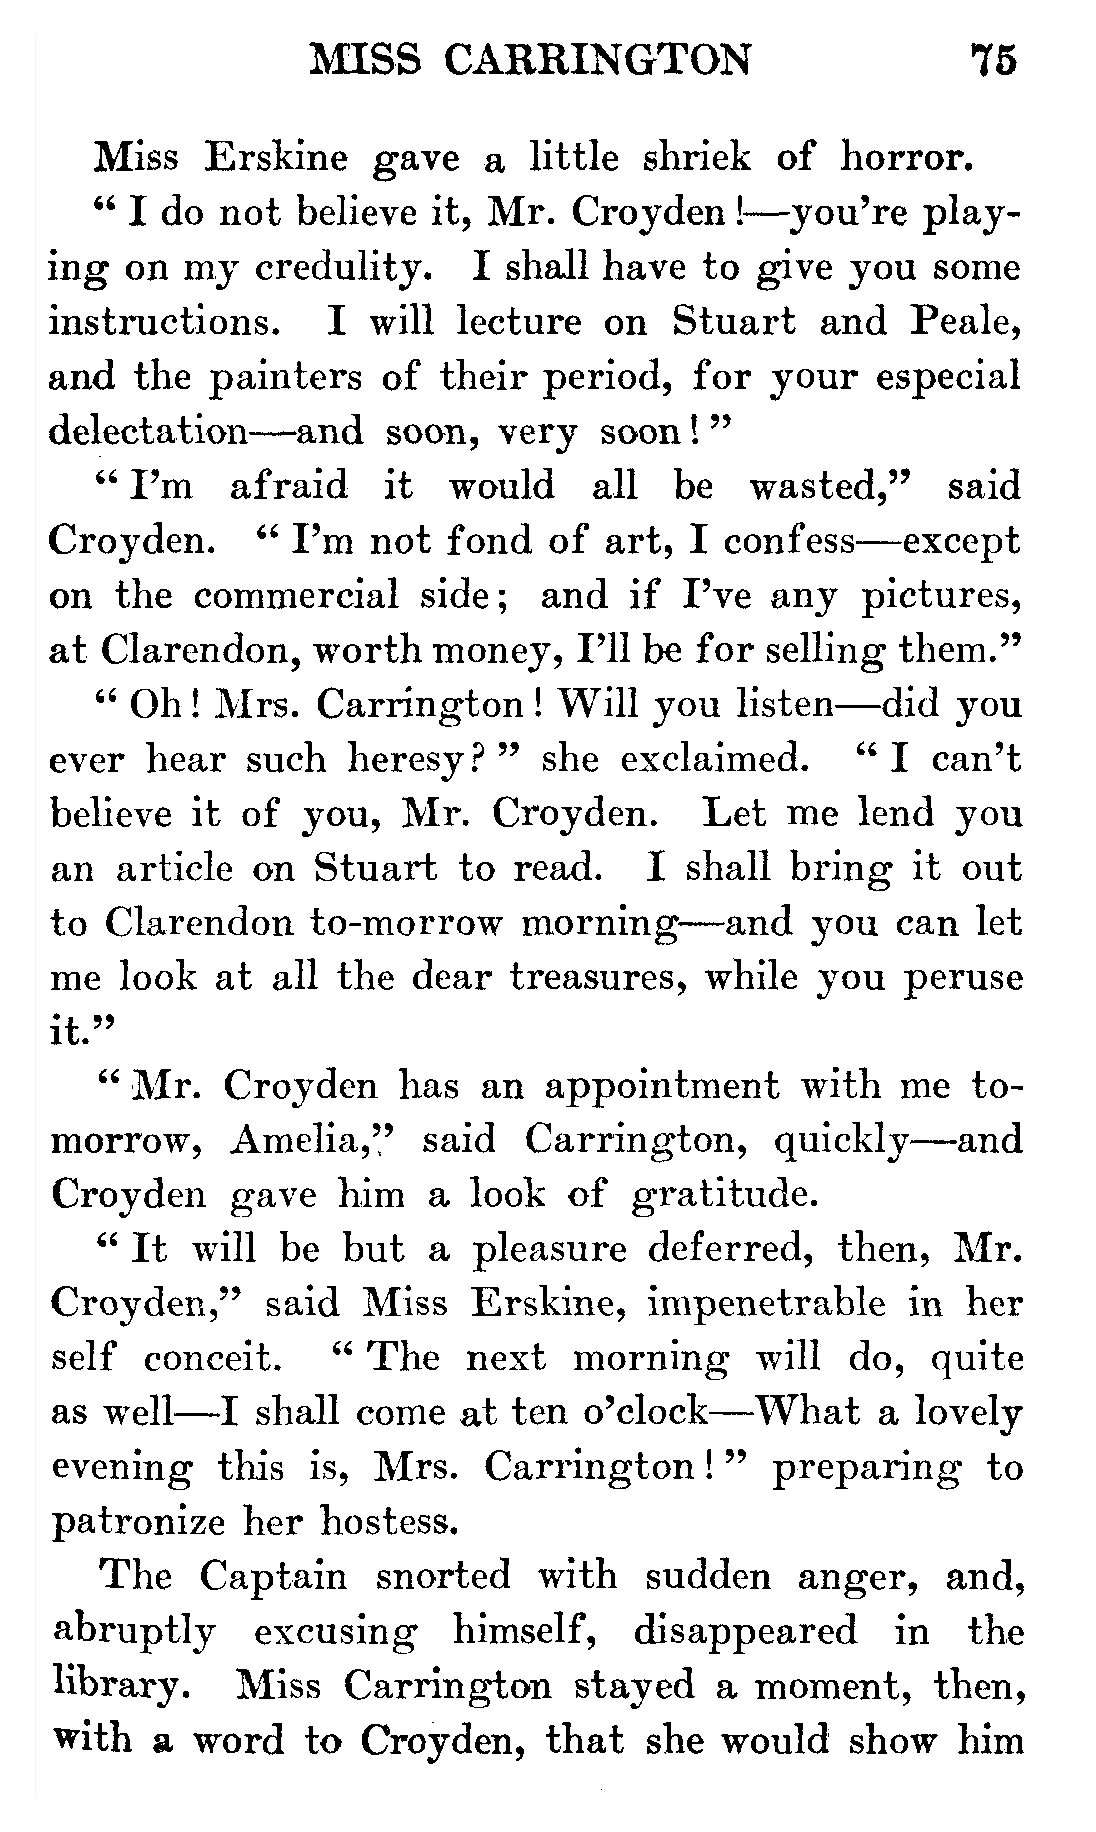 MISS CARRINGTON 75
Miss Erskine gave a little shriek of horror.
“ I do not believe it, Mr. Croyden!—you're play-
ing on my credulity. I shall have to give you some
instructions. I will lecture on Stuart and Peale,
and the painters of their period, for your especial
delectation—and soon, very soon! ”
“ I'm afraid it would all be wasted,” said
Croyden. “ I'm not fond of art, I confess—except
on the commercial side; and if I've any pictures,
at Clarendon, worth money, I'll be for selling them.”
“ Oh! Mrs. Carrington! Will you listen—did you
ever hear such heresy? ” she exclaimed. “ I can't
believe it of you, Mr. Croyden. Let me lend you
an article on Stuart to read. I shall bring it out
to Clarendon to-morrow morning—and you can let
me look at all the dear treasures, while you peruse
it.”
“ Mr. Croyden has an appointment with me to-
morrow, Amelia,” said Carrington, quickly—and
Croyden gave him a look of gratitude.
“ It will be but a pleasure deferred, then, Mr.
Croyden,” said Miss Erskine, impenetrable in her
self conceit. “ The next morning will do, quite
as well—I shall come at ten o'clock—What a lovely
evening this is, Mrs. Carrington! ” preparing to
patronize her hostess.
The Captain snorted with sudden anger, and,
abruptly excusing himself, disappeared in the
library. Miss Carrington stayed a moment, then,
with a word to Croyden, that she would show him